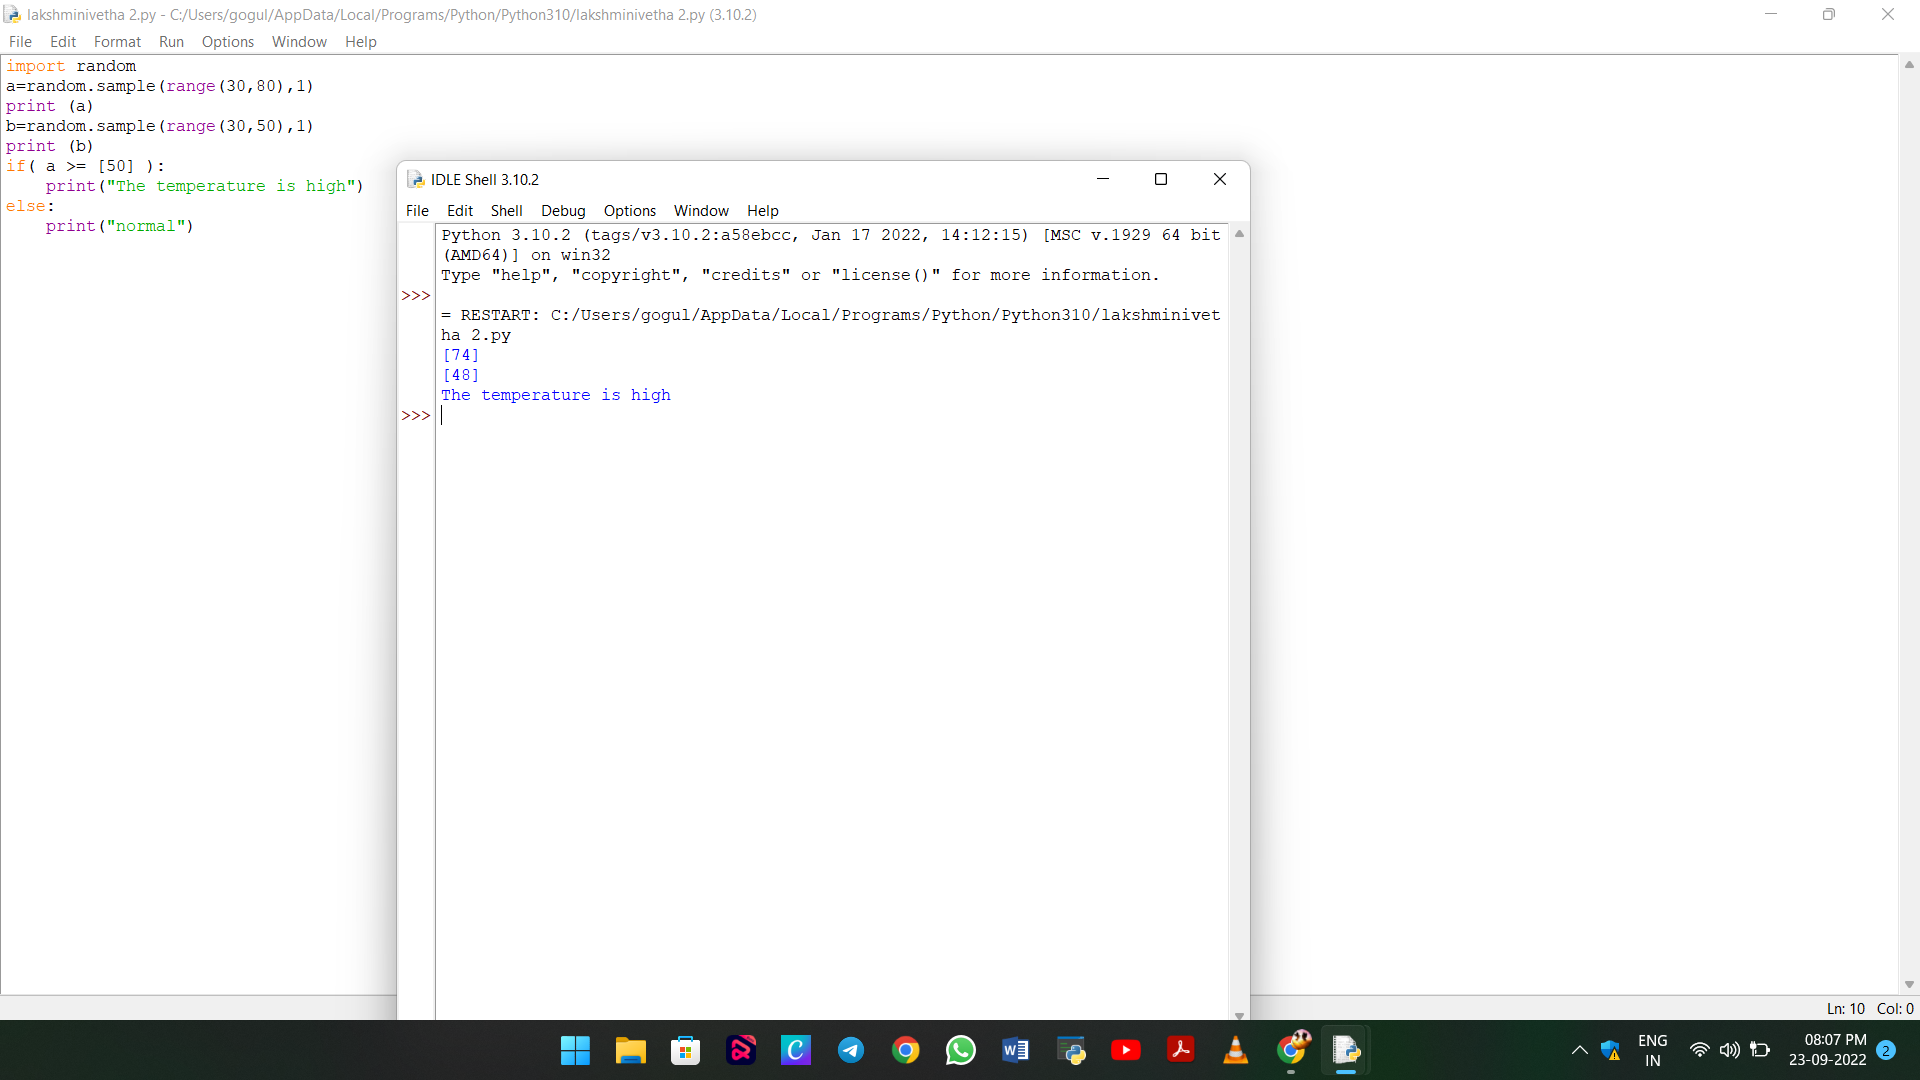 lakshminivetha 2.py - C:/Users/gogul/AppData/Local/Programs/Python/Python310/lakshminivetha 2.py (3.10.2)
File Edit Format Run Options Window Help
import random
a=random.sample(range(30,80),1)
print (a)
b=random.sample(range(30,50),1)
print (b)
if( a >= [50] ):
    print("The temperature is high")
else:
    print("normal")
IDLE Shell 3.10.2
File Edit Shell Debug Options Window Help
Python 3.10.2 (tags/v3.10.2:a58ebcc, Jan 17 2022, 14:12:15) [MSC v.1929 64 bit
(AMD64)] on win32
Type "help", "copyright", "credits" or "license()" for more information.
>>>
= RESTART: C:/Users/gogul/AppData/Local/Programs/Python/Python310/lakshminivet
ha 2.py
[74]
[48]
The temperature is high
>>>
Ln: 10 Col: 0
ENG
IN
08:07 PM
23-09-2022
2